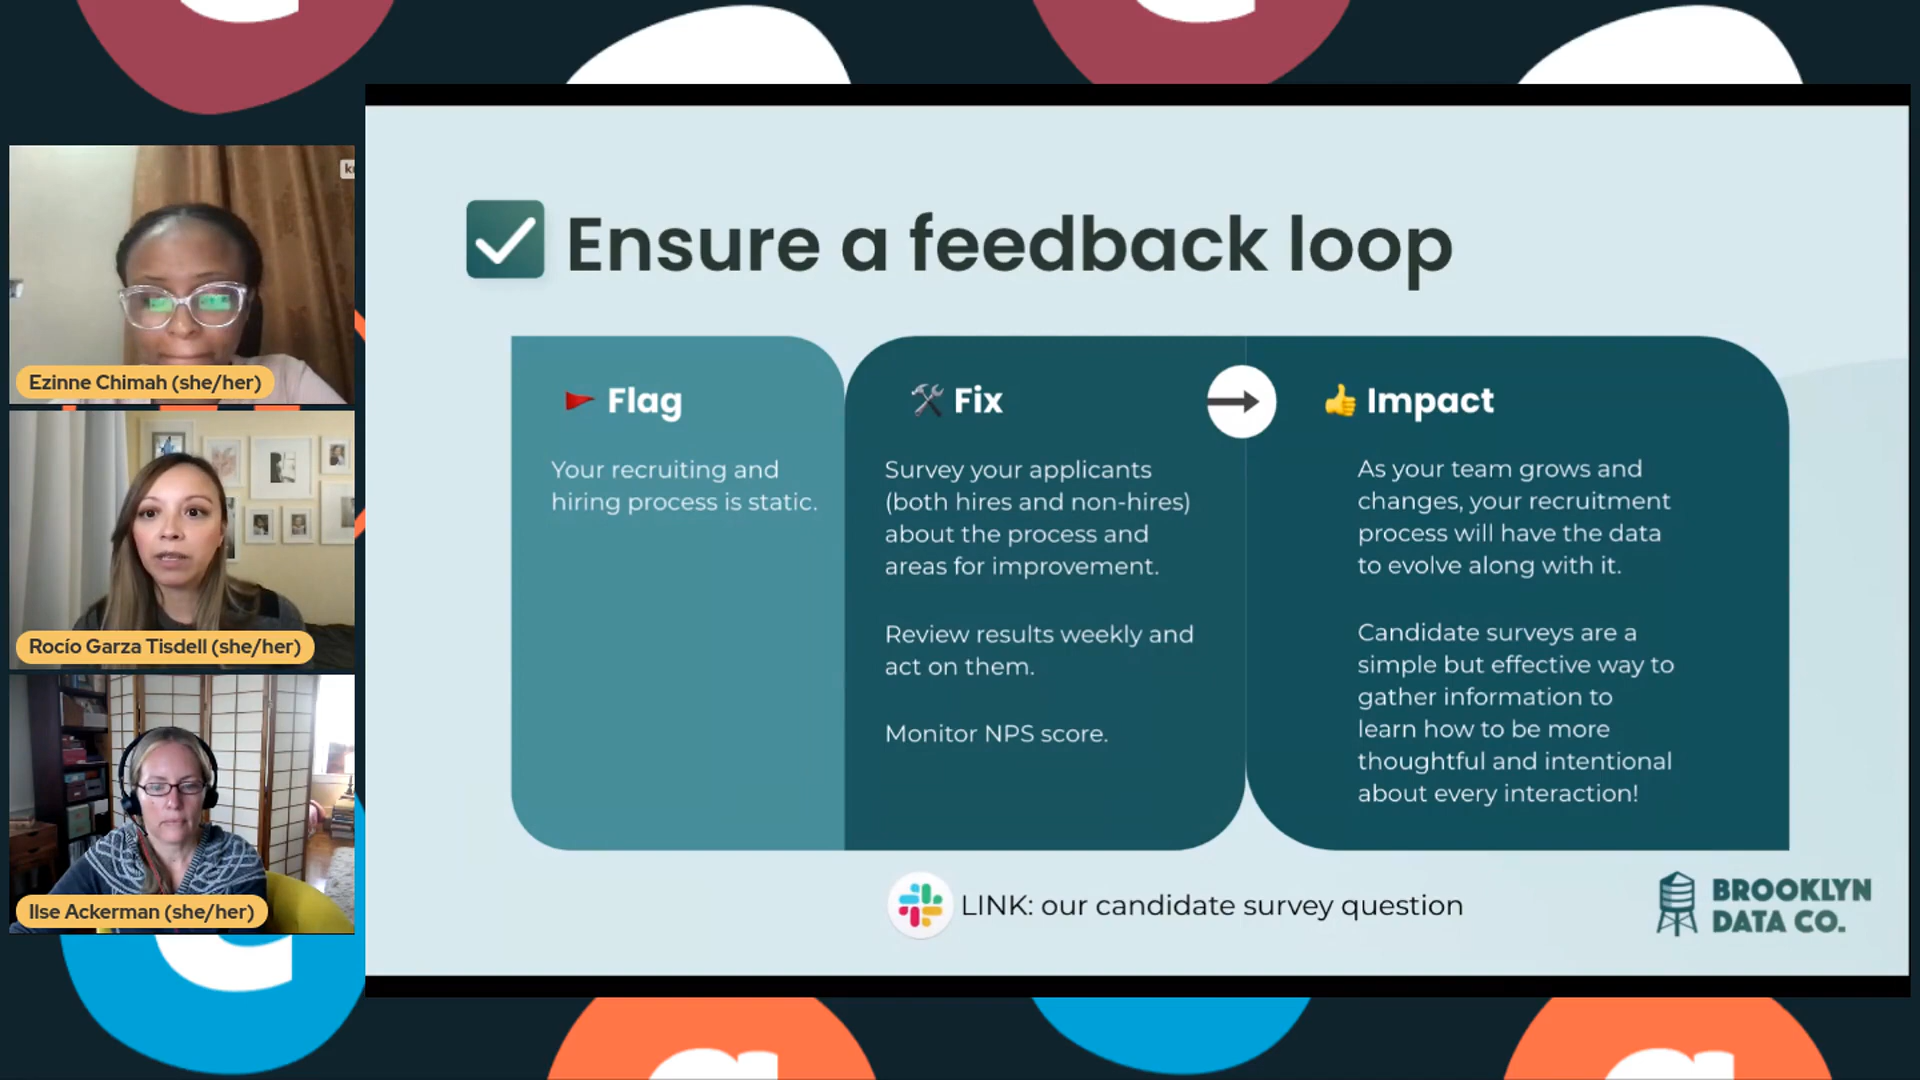 Ensure a feedback loop
Flag
Your recruiting and
hiring process is static.
Fix
Survey your applicants
(both hires and non-hires)
about the process and
areas for improvement.
Review results weekly and
act on them.
Monitor NPS score.
Impact
As your team grows and
changes, your recruitment
process will have the data
to evolve along with it.
Candidate surveys are a
simple but effective way to
gather information to
learn how to be more
thoughtful and intentional
about every interaction!
LINK: our candidate survey question
BROOKLYN
DATA CO.
Ezinne Chimah (she/her)
Rocío Garza Tisdell (she/her)
Ilse Ackerman (she/her)